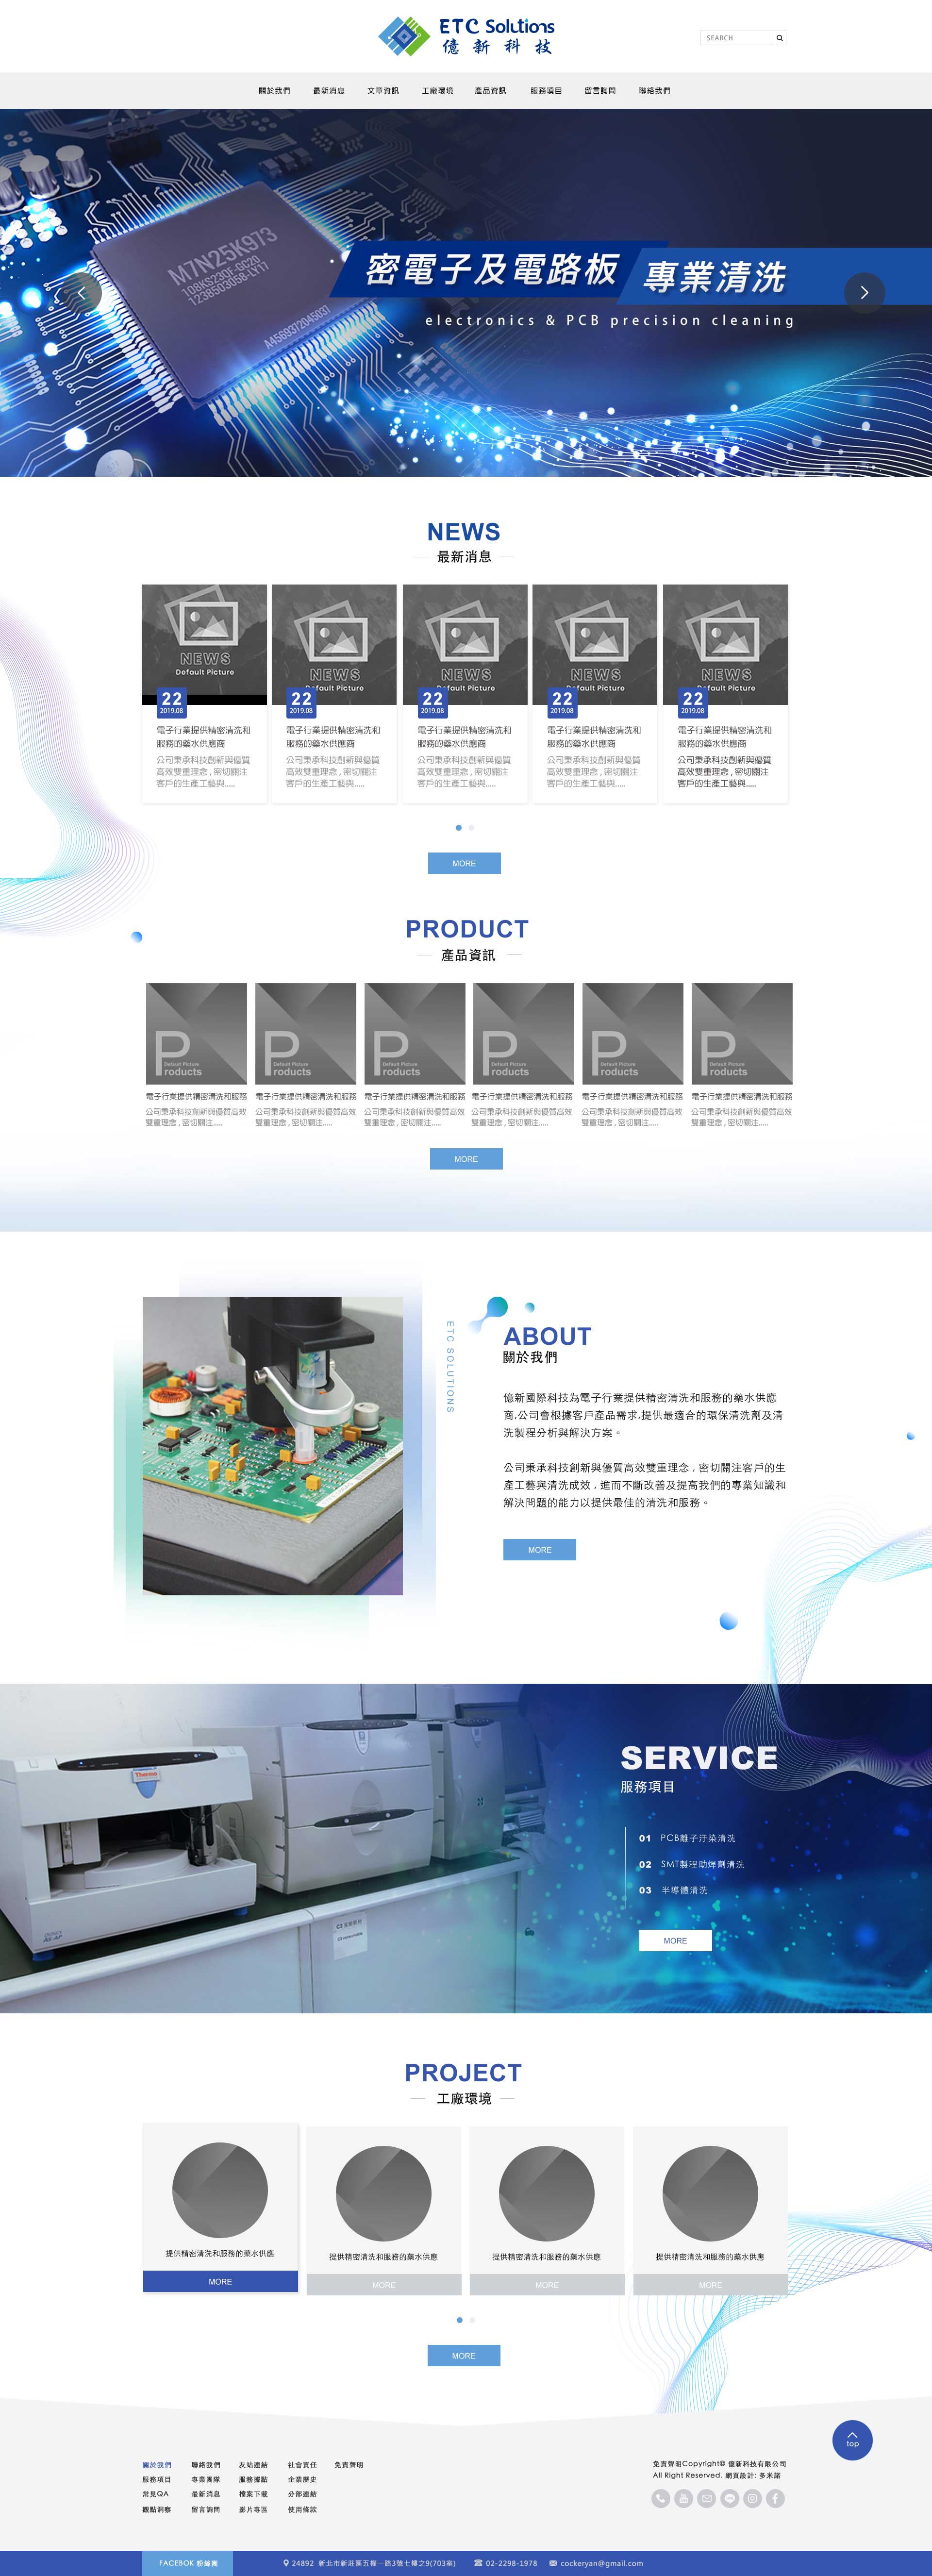 ETC Solutions
億新科技
SEARCH
關於我們 最新消息 文章資訊 工廠環境 產品資訊 服務項目 留言詢問 聯絡我們
M7N25K973
密電子及電路板 專業清洗
electronics & PCB precision cleaning
NEWS
最新消息
NEWS NEWS NEWS NEWS NEWS
Default Picture Default Picture Default Picture Default Picture Default Picture
22 22 22 22 22
2019.08 2019.08 2019.08 2019.08 2019.08
電子行業提供精密清洗和 電子行業提供精密清洗和 電子行業提供精密清洗和 電子行業提供精密清洗和 電子行業提供精密清洗和
服務的藥水供應商 服務的藥水供應商 服務的藥水供應商 服務的藥水供應商 服務的藥水供應商
公司秉承科技創新與優質 公司秉承科技創新與優質 公司秉承科技創新與優質 公司秉承科技創新與優質 公司秉承科技創新與優質
高效雙重理念 , 密切關注 高效雙重理念 , 密切關注 高效雙重理念 , 密切關注 高效雙重理念 , 密切關注 高效雙重理念 , 密切關注
客戶的生產工藝與..... 客戶的生產工藝與..... 客戶的生產工藝與..... 客戶的生產工藝與..... 客戶的生產工藝與.....
MORE
PRODUCT
產品資訊
Default Picture Default Picture Default Picture Default Picture Default Picture Default Picture
Products Products Products Products Products Products
電子行業提供精密清洗和服務 電子行業提供精密清洗和服務 電子行業提供精密清洗和服務 電子行業提供精密清洗和服務 電子行業提供精密清洗和服務 電子行業提供精密清洗和服務
公司秉承科技創新與優質高效 公司秉承科技創新與優質高效 公司秉承科技創新與優質高效 公司秉承科技創新與優質高效 公司秉承科技創新與優質高效 公司秉承科技創新與優質高效
雙重理念 , 密切關注..... 雙重理念 , 密切關注..... 雙重理念 , 密切關注..... 雙重理念 , 密切關注..... 雙重理念 , 密切關注..... 雙重理念 , 密切關注.....
MORE
ETC SOLUTIONS
ABOUT
關於我們
億新國際科技為電子行業提供精密清洗和服務的藥水供應
商,公司會根據客戶產品需求,提供最適合的環保清洗劑及清
洗製程分析與解決方案。
公司秉承科技創新與優質高效雙重理念 , 密切關注客戶的生
產工藝與清洗成效 , 進而不斷改善及提高我們的專業知識和
解決問題的能力以提供最佳的清洗和服務。
MORE
Thermo
SERVICE
服務項目
01 PCB離子汙染清洗
02 SMT製程助焊劑清洗
03 半導體清洗
MORE
PROJECT
工廠環境
提供精密清洗和服務的藥水供應 提供精密清洗和服務的藥水供應 提供精密清洗和服務的藥水供應 提供精密清洗和服務的藥水供應
MORE MORE MORE MORE
MORE
top
關於我們 聯絡我們 友站連結 社會責任 免責聲明
服務項目 專業團隊 服務據點 企業歷史
常見QA 最新消息 檔案下載 分部連結
觀點洞察 留言詢問 影片專區 使用條款
免責聲明Copyright© 億新科技有限公司
All Right Reserved. 網頁設計: 多米諾
FACEBOK 粉絲團
24892 新北市新莊區五權一路3號七樓之9(703室) 02-2298-1978 cockeryan@gmail.com